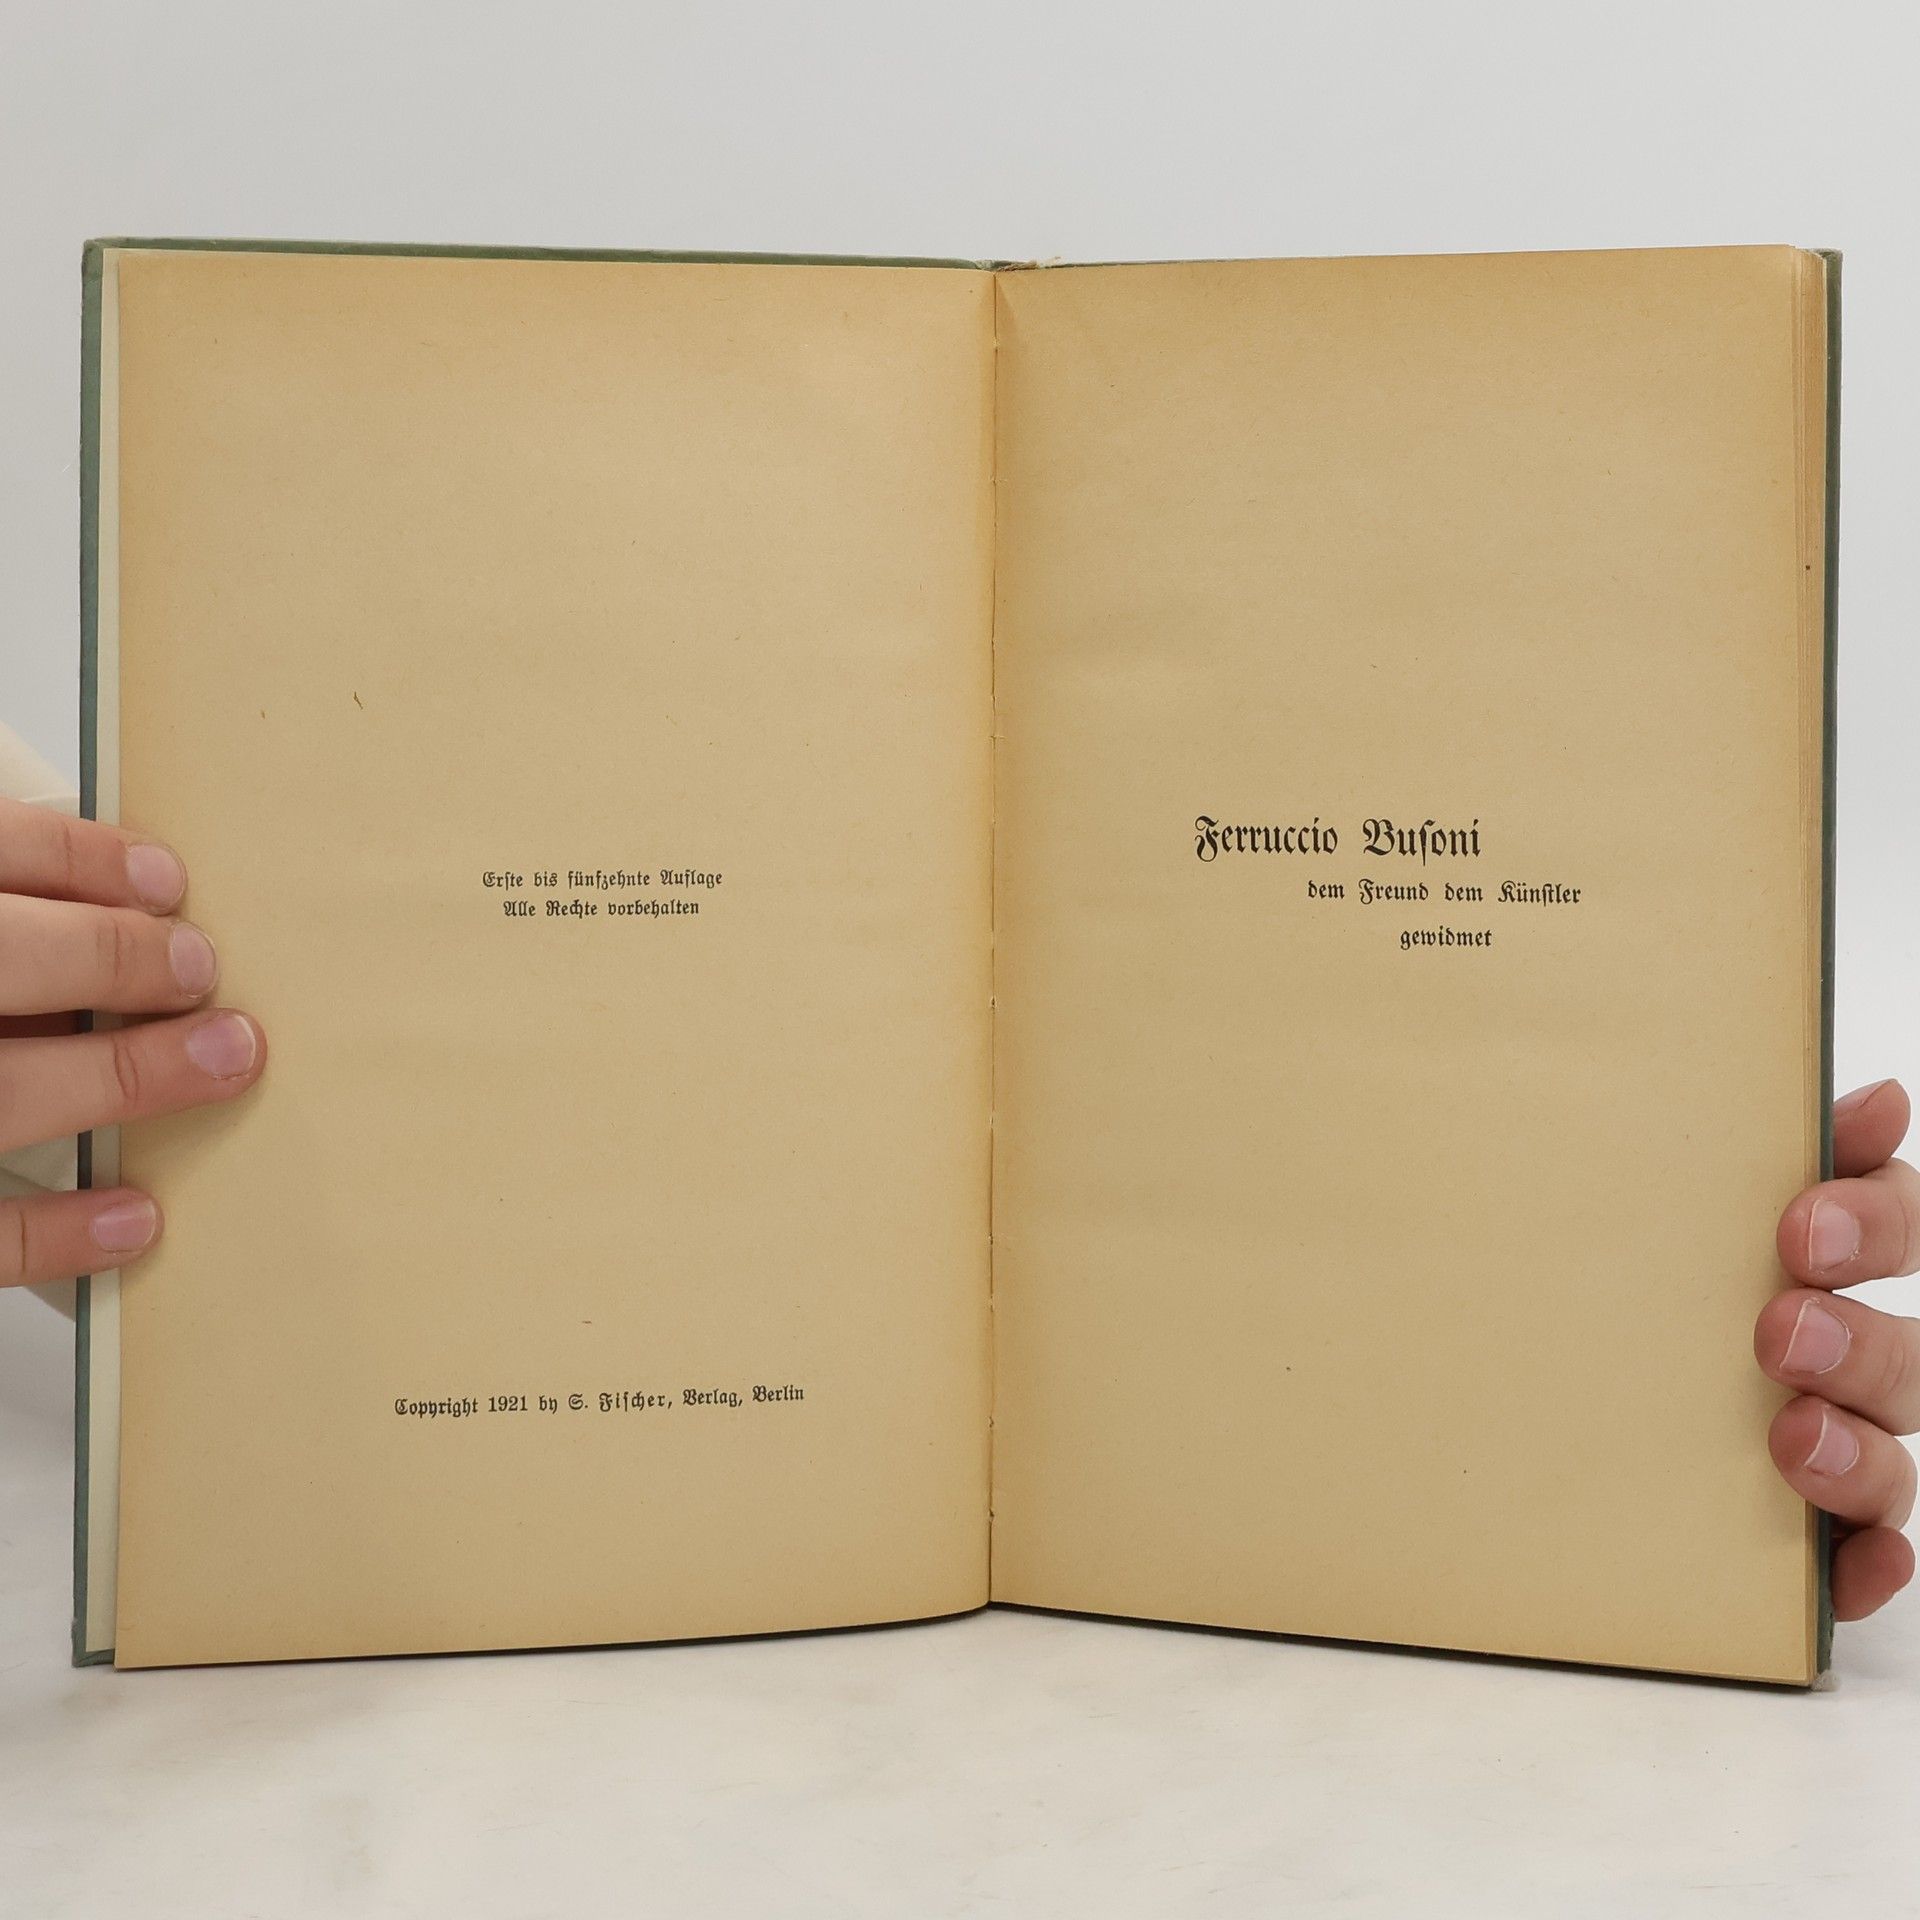 Erſte bis fünfzehnte Auflage
Alle Rechte vorbehalten
Copyright 1921 by S. Fiſcher, Verlag, Berlin
Ferruccio Buſoni
dem Freund dem Künſtler
gewidmet